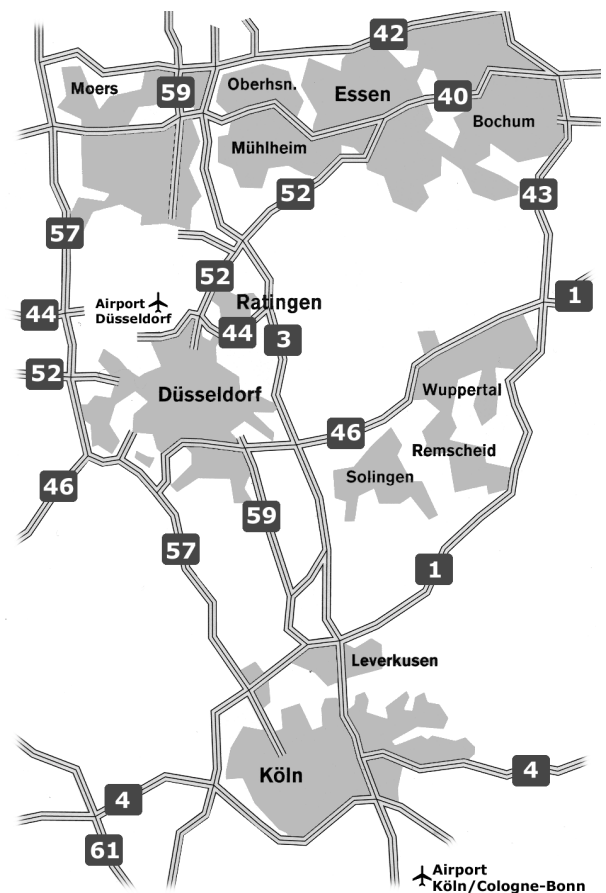 42
Moers
59
Oberhsn.
Essen
40
Bochum
Mühlheim
52
43
57
52
1
Airport
Düsseldorf
Ratingen
44
44
3
52
Düsseldorf
Wuppertal
46
Remscheid
Solingen
46
59
57
1
Leverkusen
Köln
4
4
61
Airport
Köln/Cologne-Bonn